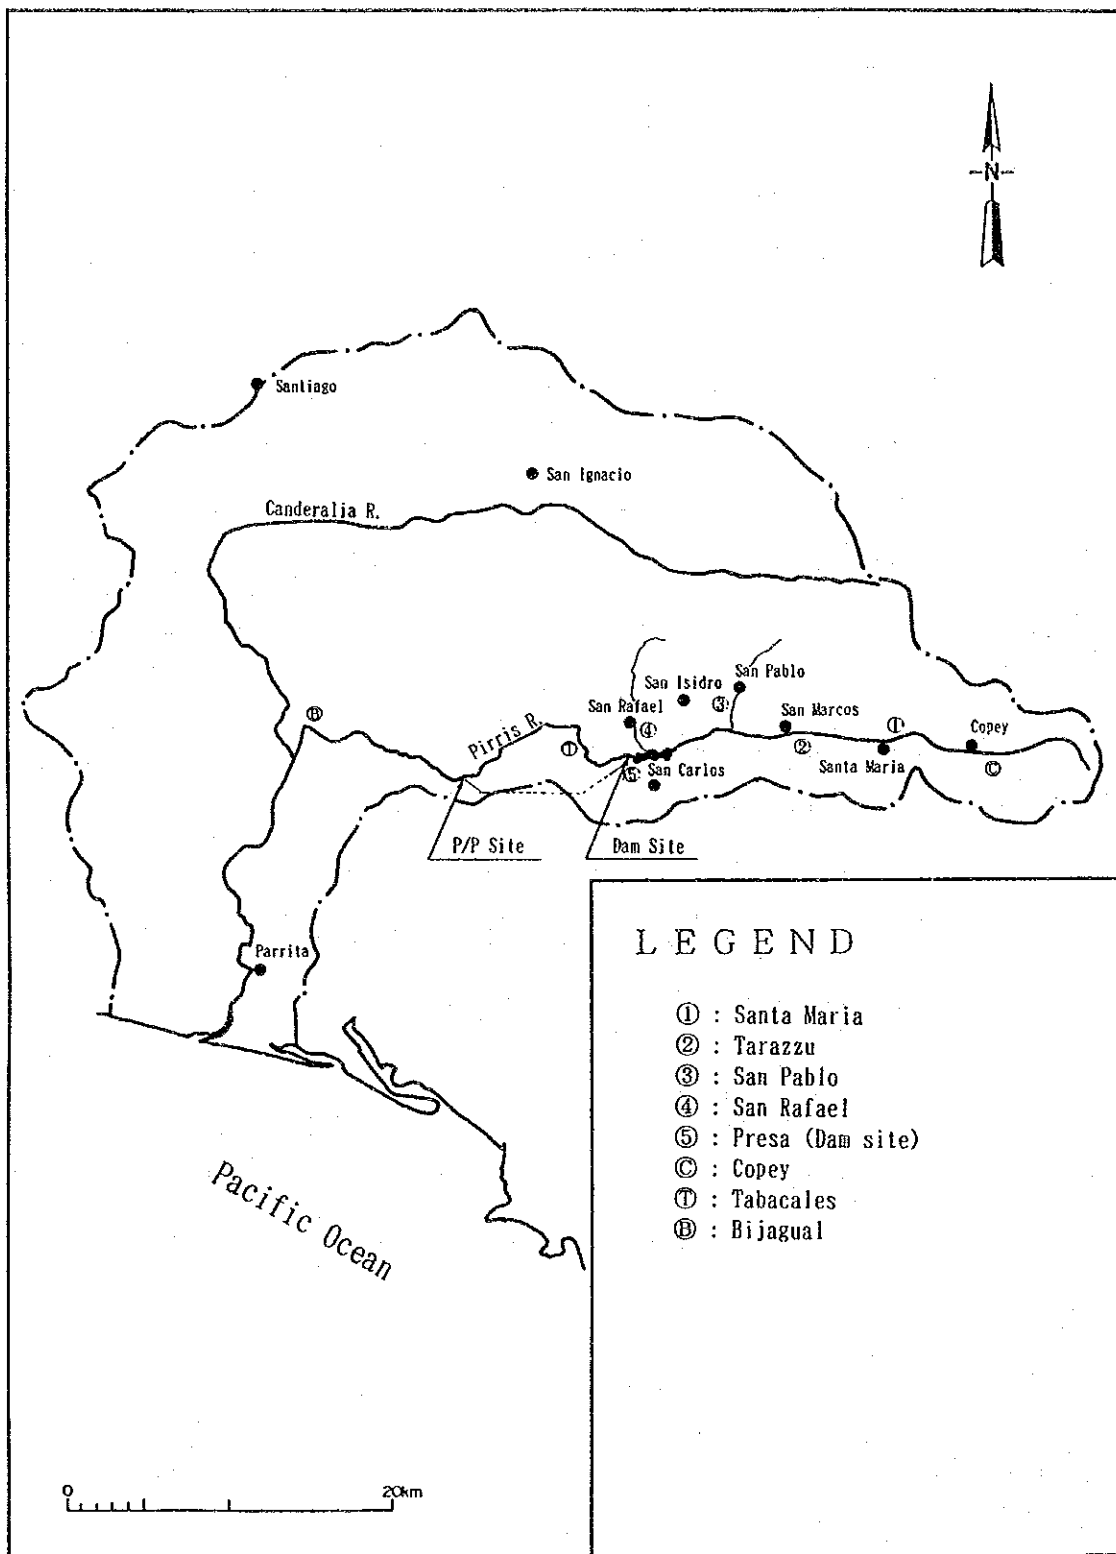 N
Santiago
San Ignacio
Canderalia R.
San Pablo
San Isidro
③
San Rafael
④
San Marcos
①
Copey
Ⓑ
Pirris R.
Ⓣ
②
Santa Maria
Ⓒ
⑤
San Carlos
P/P Site
Dam Site
Parrita
LEGEND
① : Santa Maria
② : Tarazzu
③ : San Pablo
④ : San Rafael
⑤ : Presa (Dam site)
Ⓒ : Copey
Ⓣ : Tabacales
Ⓑ : Bijagual
Pacific Ocean
0 20km